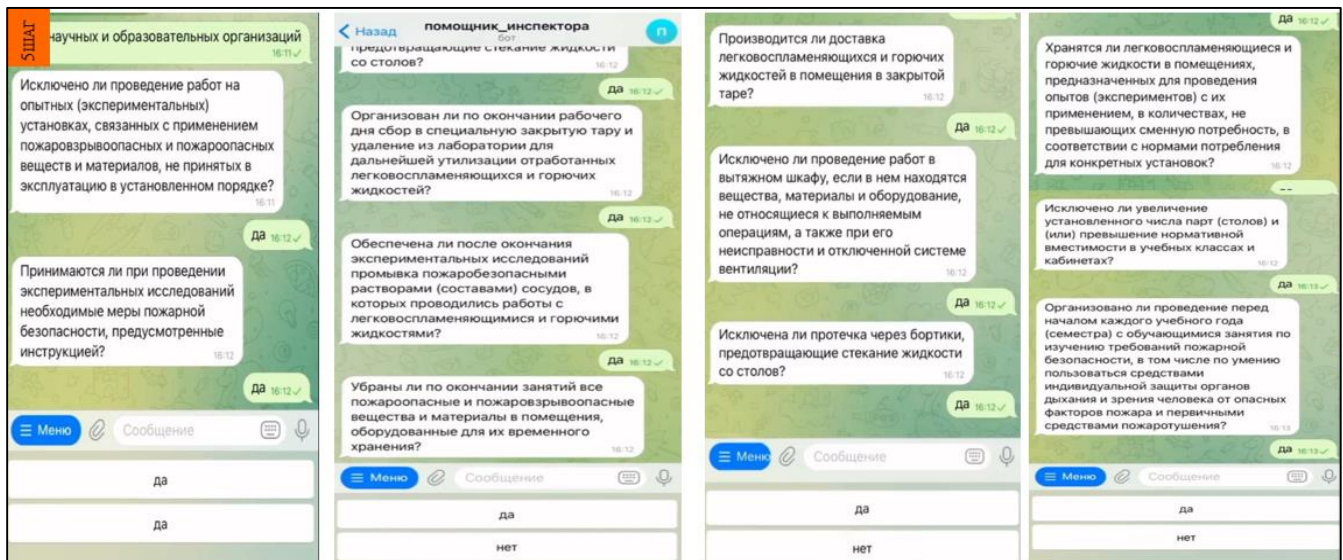 5ШАГ
научных и образовательных организаций
16:11
Исключено ли проведение работ на
опытных (экспериментальных)
установках, связанных с применением
пожаровзрывоопасных и пожароопасных
веществ и материалов, не принятых в
эксплуатацию в установленном порядке?
16:11
да 16:12
Принимаются ли при проведении
экспериментальных исследований
необходимые меры пожарной
безопасности, предусмотренные
инструкцией?
16:12
да 16:12
Меню Сообщение
да
да
Назад помощник_инспектора П
бот
предотвращающие стекание жидкости
со столов?
16:12
да 16:12
Организован ли по окончании рабочего
дня сбор в специальную закрытую тару и
удаление из лаборатории для
дальнейшей утилизации отработанных
легковоспламеняющихся и горючих
жидкостей?
16:12
да 16:12
Обеспечена ли после окончания
экспериментальных исследований
промывка пожаробезопасными
растворами (составами) сосудов, в
которых проводились работы с
легковоспламеняющимися и горючими
жидкостями?
16:12
да 16:12
Убраны ли по окончании занятий все
пожароопасные и пожаровзрывоопасные
вещества и материалы в помещения,
оборудованные для их временного
хранения?
16:12
Меню Сообщение
да
нет
Производится ли доставка
легковоспламеняющихся и горючих
жидкостей в помещения в закрытой
таре?
16:12
да 16:12
Исключено ли проведение работ в
вытяжном шкафу, если в нем находятся
вещества, материалы и оборудование,
не относящиеся к выполняемым
операциям, а также при его
неисправности и отключенной системе
вентиляции?
16:12
да 16:12
Исключена ли протечка через бортики,
предотвращающие стекание жидкости
со столов?
16:12
да 16:12
Меню Сообщение
да
нет
да 16:12
Хранятся ли легковоспламеняющиеся и
горючие жидкости в помещениях,
предназначенных для проведения
опытов (экспериментов) с их
применением, в количествах, не
превышающих сменную потребность, в
соответствии с нормами потребления
для конкретных установок?
16:12
Исключено ли увеличение
установленного числа парт (столов) и
(или) превышение нормативной
вместимости в учебных классах и
кабинетах?
16:12
да 16:13
Организовано ли проведение перед
началом каждого учебного года
(семестра) с обучающимися занятия по
изучению требований пожарной
безопасности, в том числе по умению
пользоваться средствами
индивидуальной защиты органов
дыхания и зрения человека от опасных
факторов пожара и первичными
средствами пожаротушения?
16:13
да 16:13
Меню Сообщение
да
нет